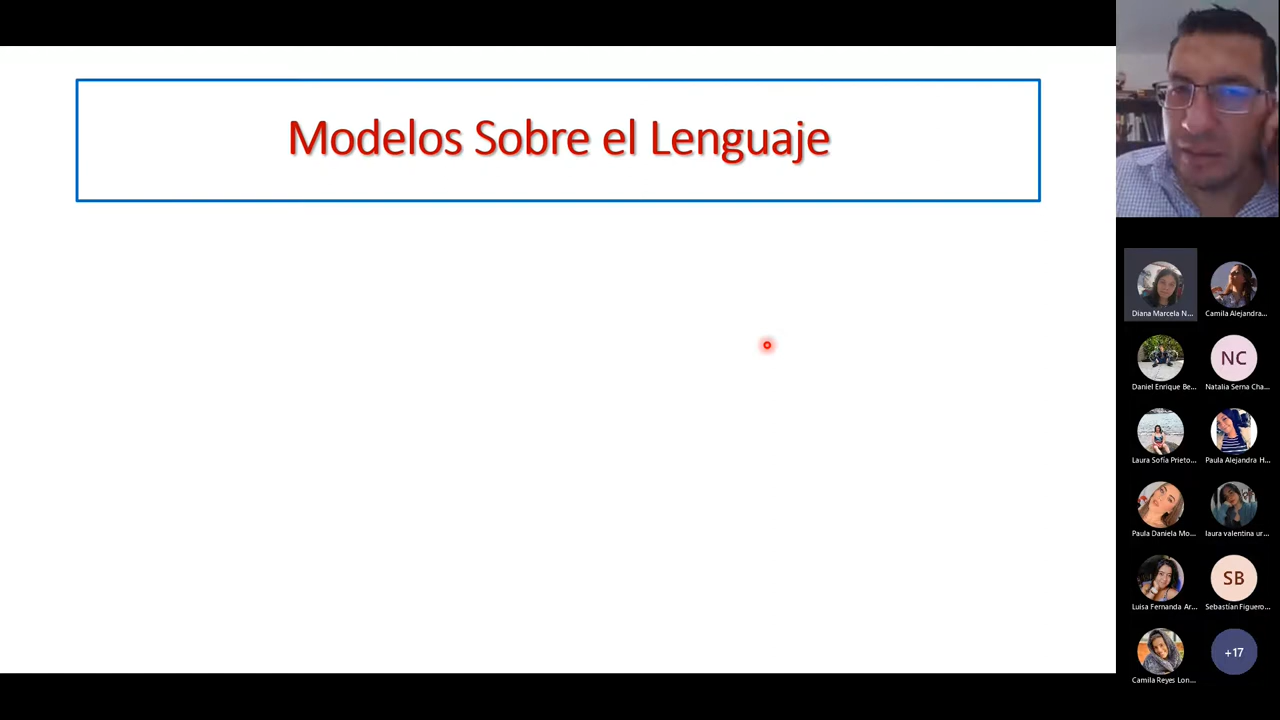 Modelos Sobre el Lenguaje
Diana Marcela N...
Camila Alejandra...
Daniel Enrique Be...
NC
Natalia Serna Cha...
Laura Sofía Prieto...
Paula Alejandra H...
Paula Daniela Mo...
laura valentina ur...
Luisa Fernanda Ar...
SB
Sebastían Figuero...
Camila Reyes Lon...
+17